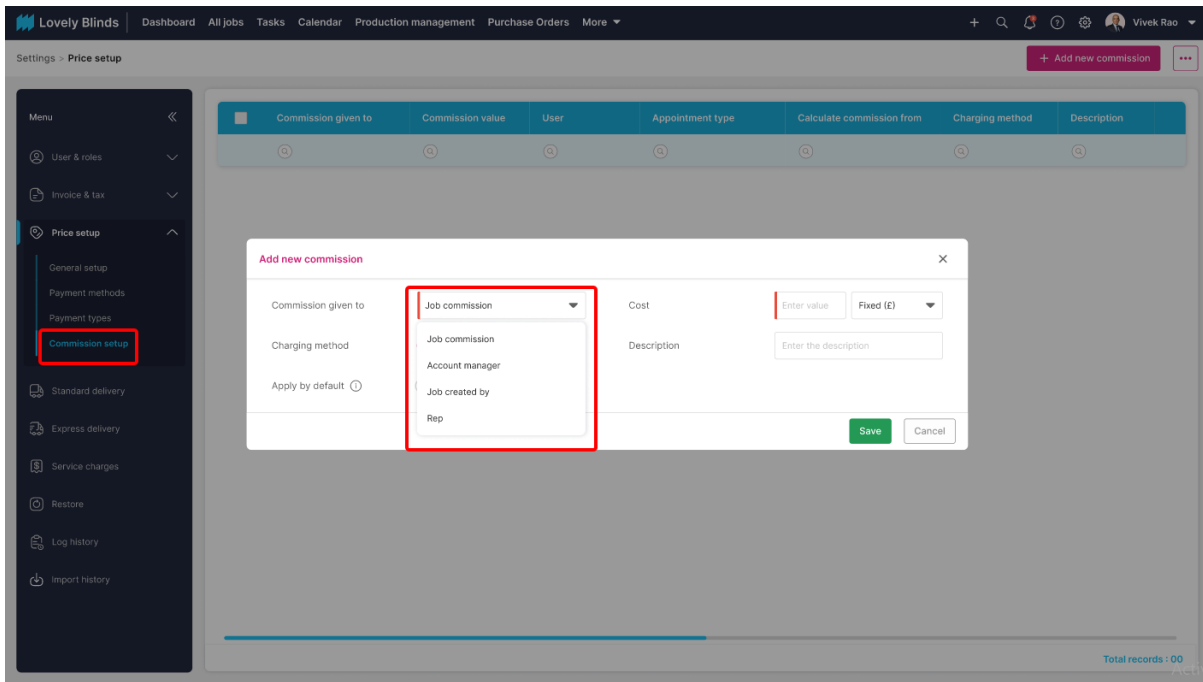 Lovely Blinds Dashboard All jobs Tasks Calendar Production management Purchase Orders More Vivek Rao
Settings > Price setup + Add new commission
Menu
Commission given to Commission value User Appointment type Calculate commission from Charging method Description
User & roles
Invoice & tax
Price setup
General setup
Payment methods
Payment types
Commission setup
Standard delivery
Express delivery
Service charges
Restore
Log history
Import history
Add new commission
Commission given to Job commission Cost Enter value Fixed (£)
Job commission
Charging method Description Enter the description
Account manager
Apply by default Job created by
Rep
Save Cancel
Total records : 00